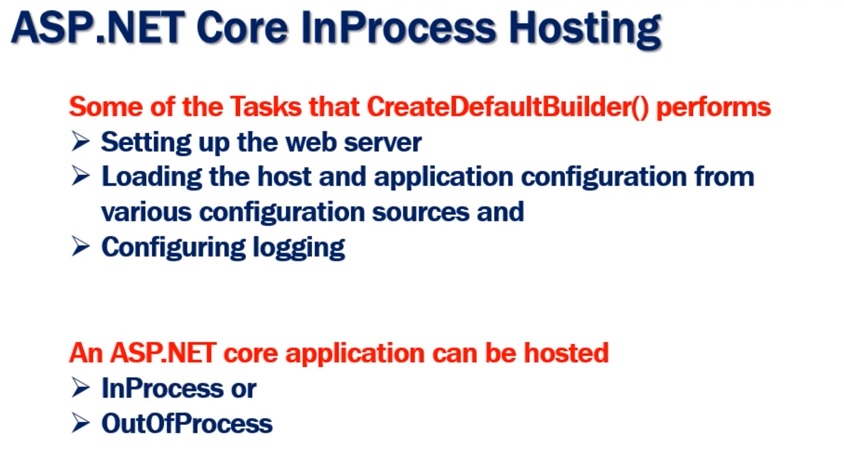 ASP.NET Core InProcess Hosting
Some of the Tasks that CreateDefaultBuilder() performs
➢ Setting up the web server
➢ Loading the host and application configuration from
various configuration sources and
➢ Configuring logging
An ASP.NET core application can be hosted
➢ InProcess or
➢ OutOfProcess